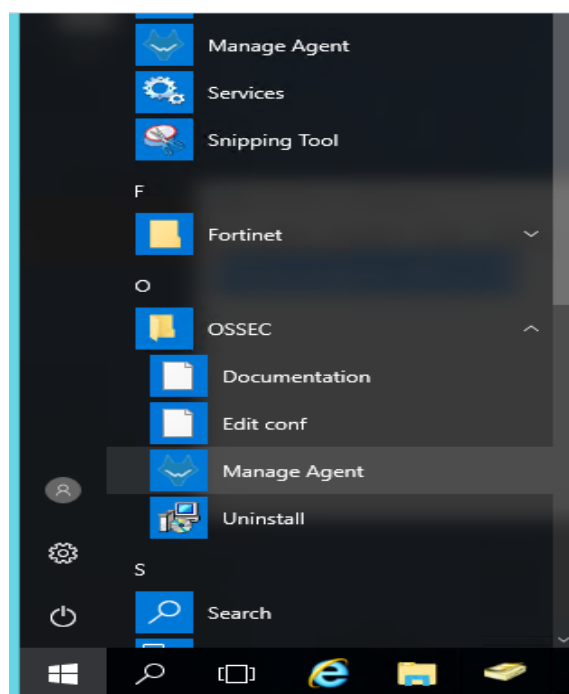 Manage Agent
Services
Snipping Tool
F
Fortinet
O
OSSEC
Documentation
Edit conf
Manage Agent
Uninstall
S
Search